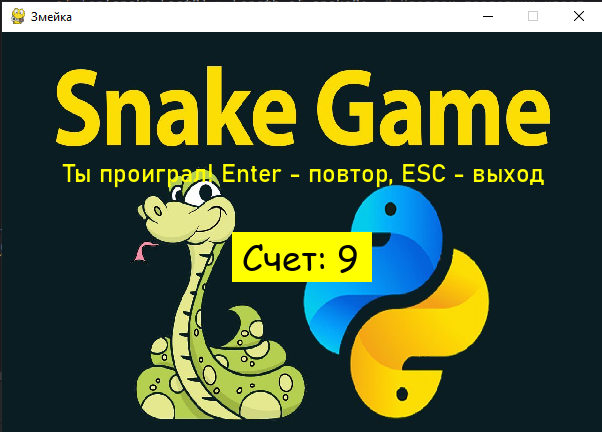 Змейка
Snake Game
Ты проиграл! Enter - повтор, ESC - выход
Счет: 9